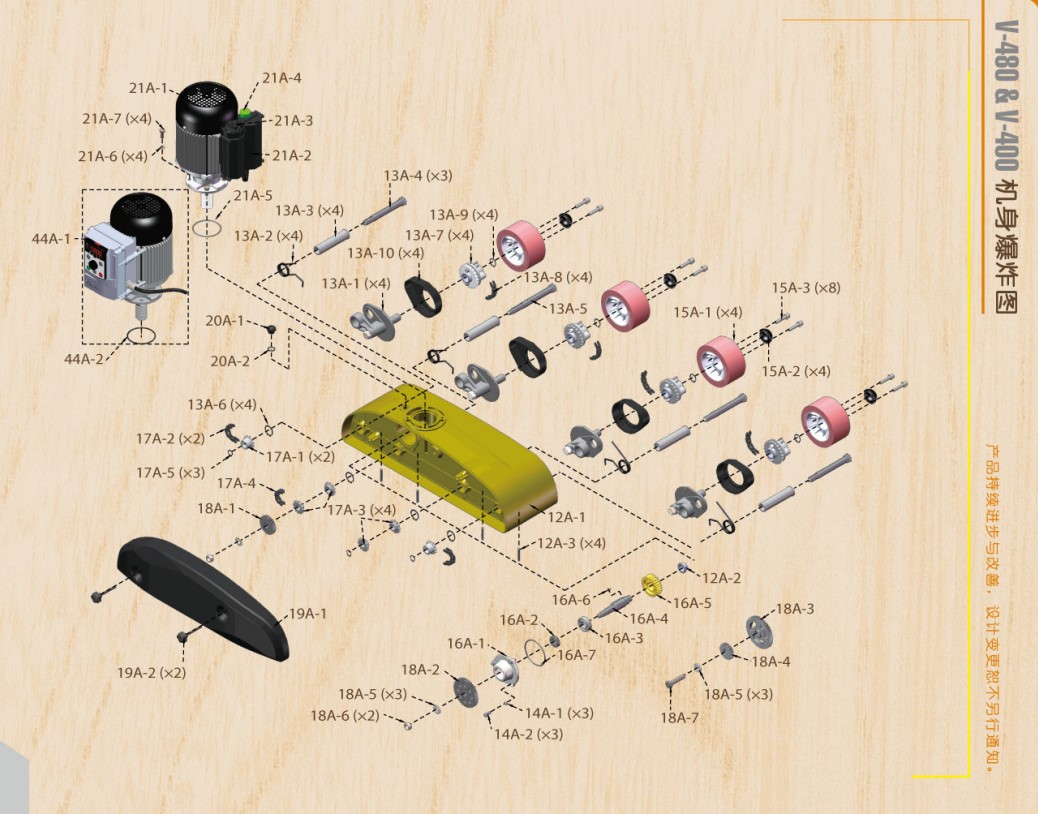 V-480 & V-400 机身爆炸图
产品持续进步与改善，设计变更恕不另行通知。
21A-1
21A-4
21A-7 (×4)
21A-3
21A-6 (×4)
21A-2
21A-5
44A-1
44A-2
13A-4 (×3)
13A-3 (×4)
13A-9 (×4)
13A-2 (×4)
13A-7 (×4)
13A-10 (×4)
13A-1 (×4)
13A-8 (×4)
13A-5
15A-3 (×8)
15A-1 (×4)
15A-2 (×4)
20A-1
20A-2
13A-6 (×4)
17A-2 (×2)
17A-1 (×2)
17A-5 (×3)
17A-4
18A-1
17A-3 (×4)
12A-1
12A-3 (×4)
12A-2
16A-6
16A-5
16A-4
16A-2
16A-3
16A-1
16A-7
18A-3
18A-4
18A-2
18A-5 (×3)
18A-5 (×3)
18A-6 (×2)
14A-1 (×3)
14A-2 (×3)
18A-7
19A-1
19A-2 (×2)